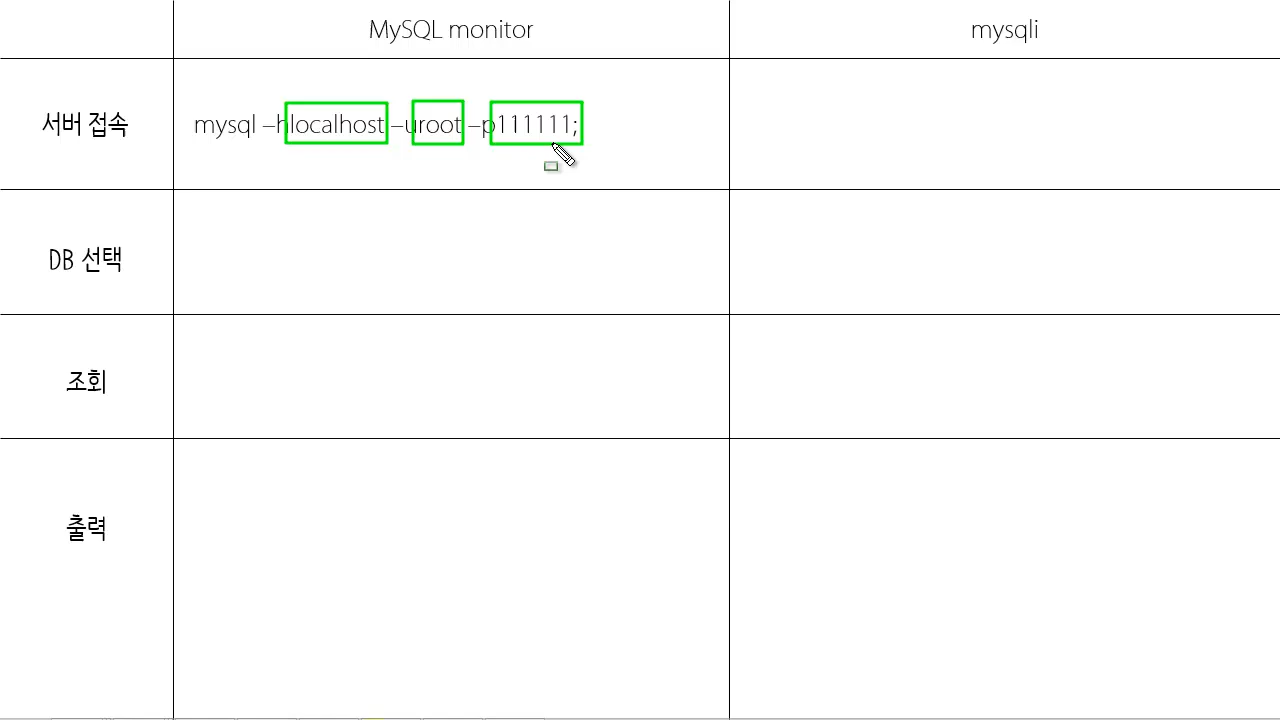 MySQL monitor
mysqli
서버 접속
mysql –hlocalhost –uroot –p111111;
DB 선택
조회
출력